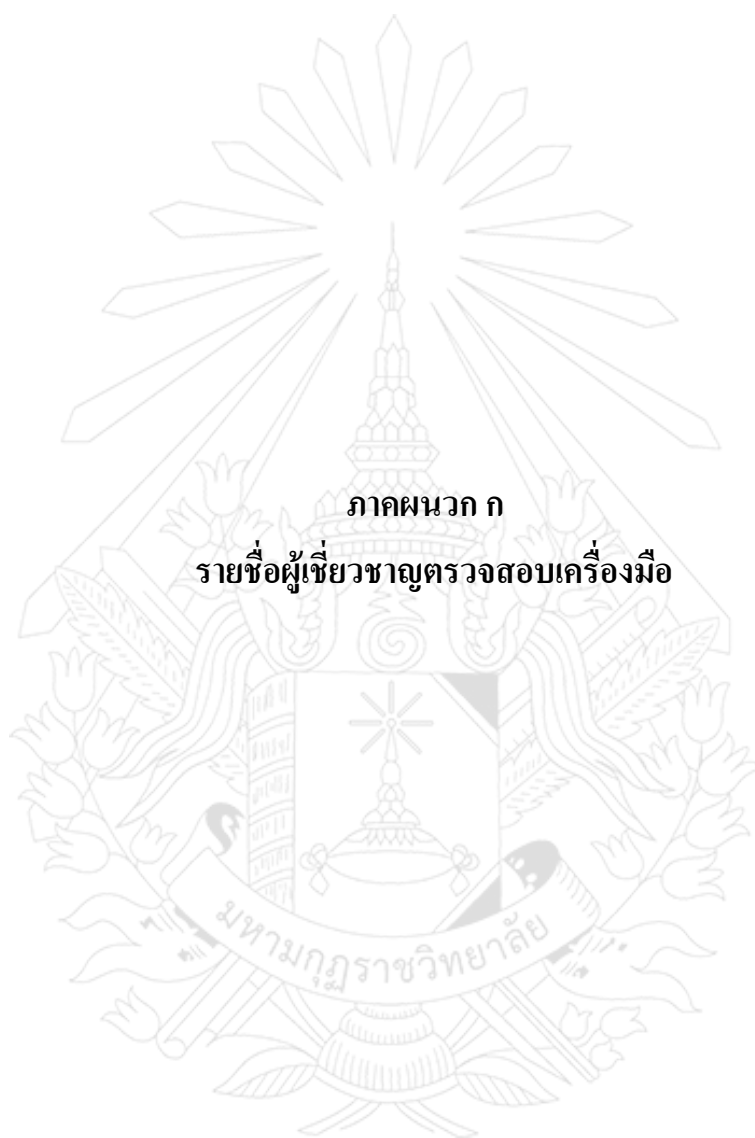 ภาคผนวก ก
รายชื่อผู้เชี่ยวชาญตรวจสอบเครื่องมือ
มหามกุฏราชวิทยาลัย